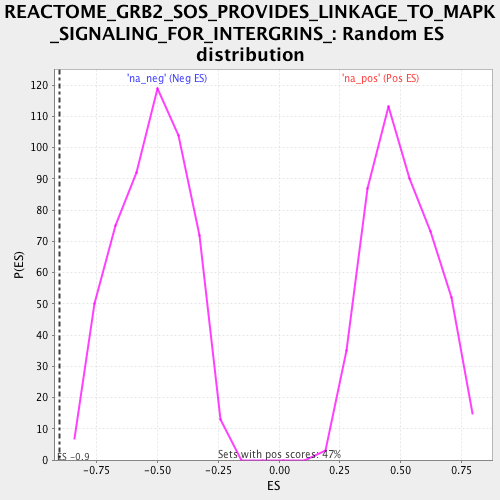 REACTOME_GRB2_SOS_PROVIDES_LINKAGE_TO_MAPK
_SIGNALING_FOR_INTERGRINS_: Random ES
distribution
'na_neg' (Neg ES)
'na_pos' (Pos ES)
120
110
100
90
80
70
60
50
40
30
20
10
0
P(ES)
ES -0.9
Sets with pos scores: 47%
-0.75
-0.50
-0.25
0.00
0.25
0.50
0.75
ES